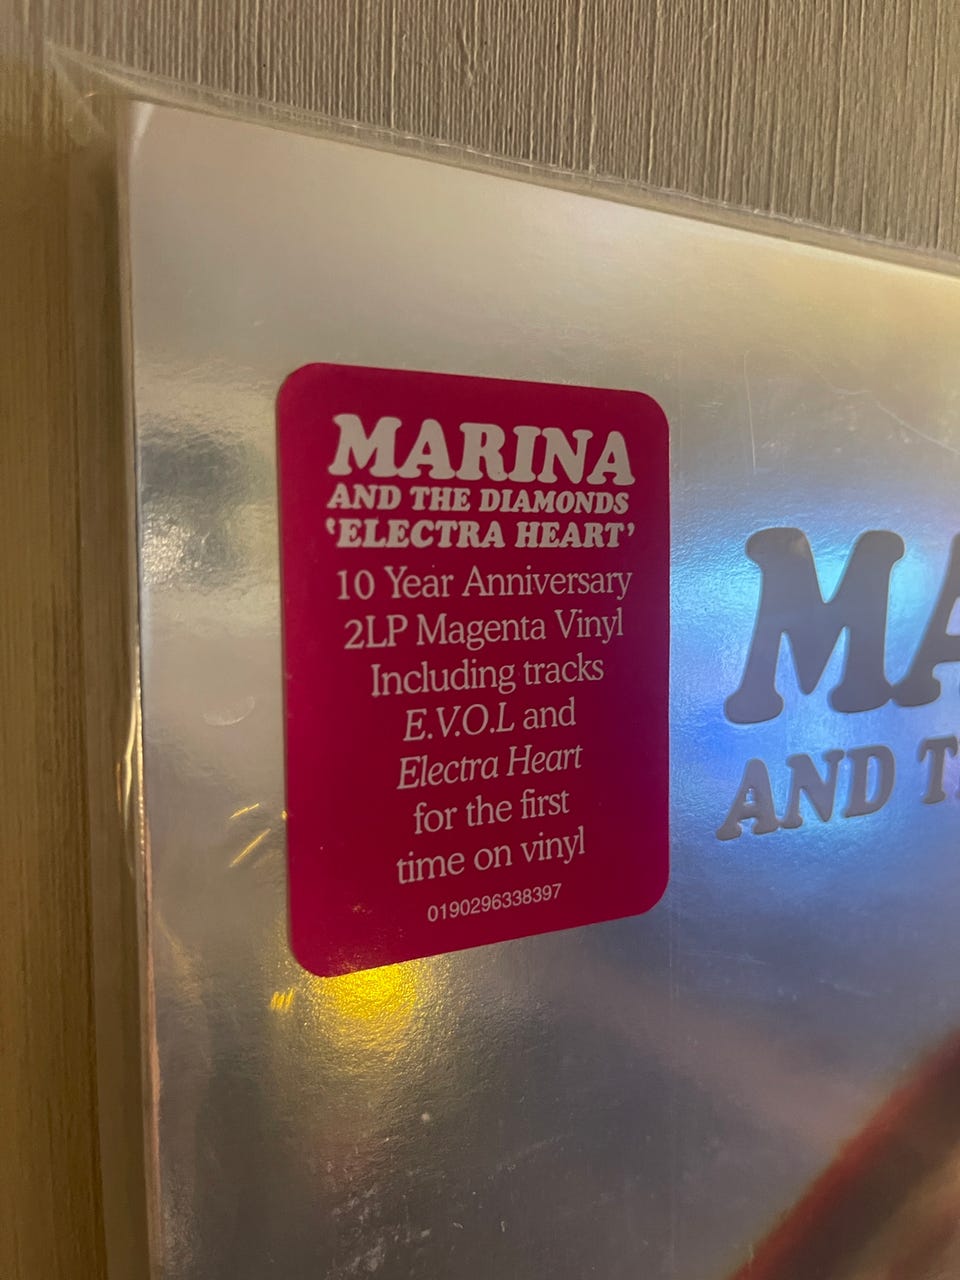 MARINA
AND THE DIAMONDS
‘ELECTRA HEART’
10 Year Anniversary
2LP Magenta Vinyl
Including tracks
E.V.O.L and
Electra Heart
for the first
time on vinyl
0190296338397
MA
AND T